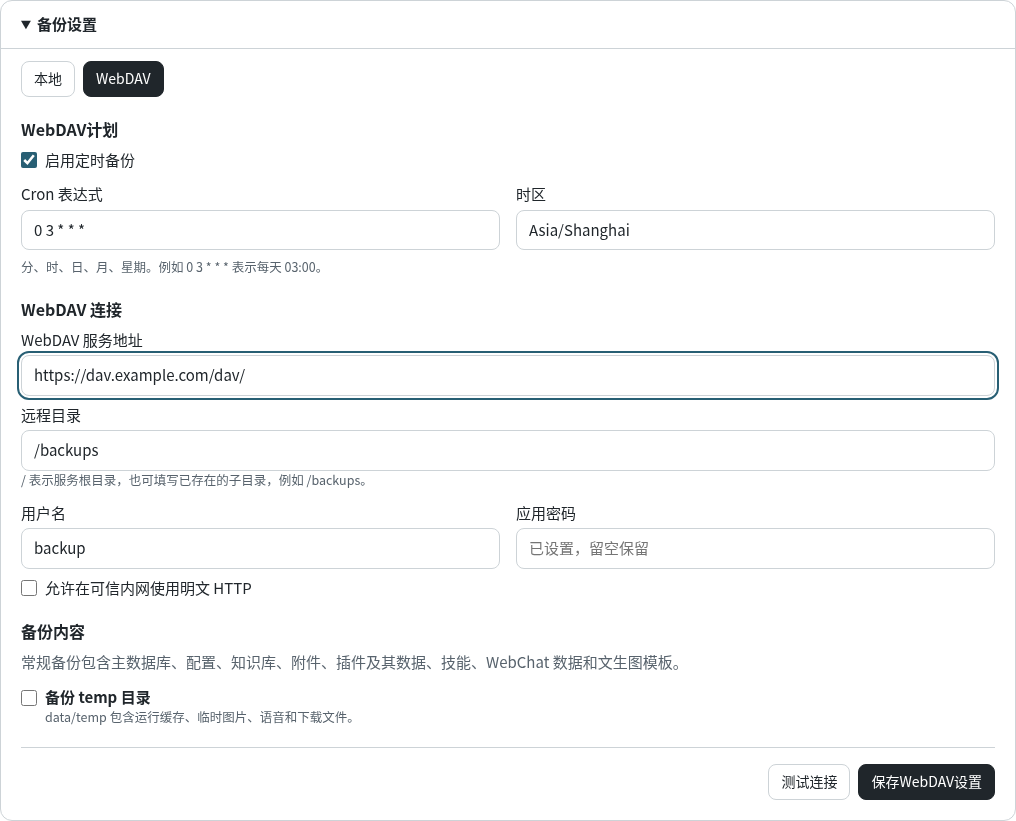 ▼ 备份设置
本地 WebDAV
WebDAV计划
启用定时备份
Cron 表达式 时区
0 3 * * * Asia/Shanghai
分、时、日、月、星期。例如 0 3 * * * 表示每天 03:00。
WebDAV 连接
WebDAV 服务地址
https://dav.example.com/dav/
远程目录
/backups
/ 表示服务根目录，也可填写已存在的子目录，例如 /backups。
用户名 应用密码
backup 已设置，留空保留
允许在可信内网使用明文 HTTP
备份内容
常规备份包含主数据库、配置、知识库、附件、插件及其数据、技能、WebChat 数据和文生图模板。
备份 temp 目录
data/temp 包含运行缓存、临时图片、语音和下载文件。
测试连接 保存WebDAV设置